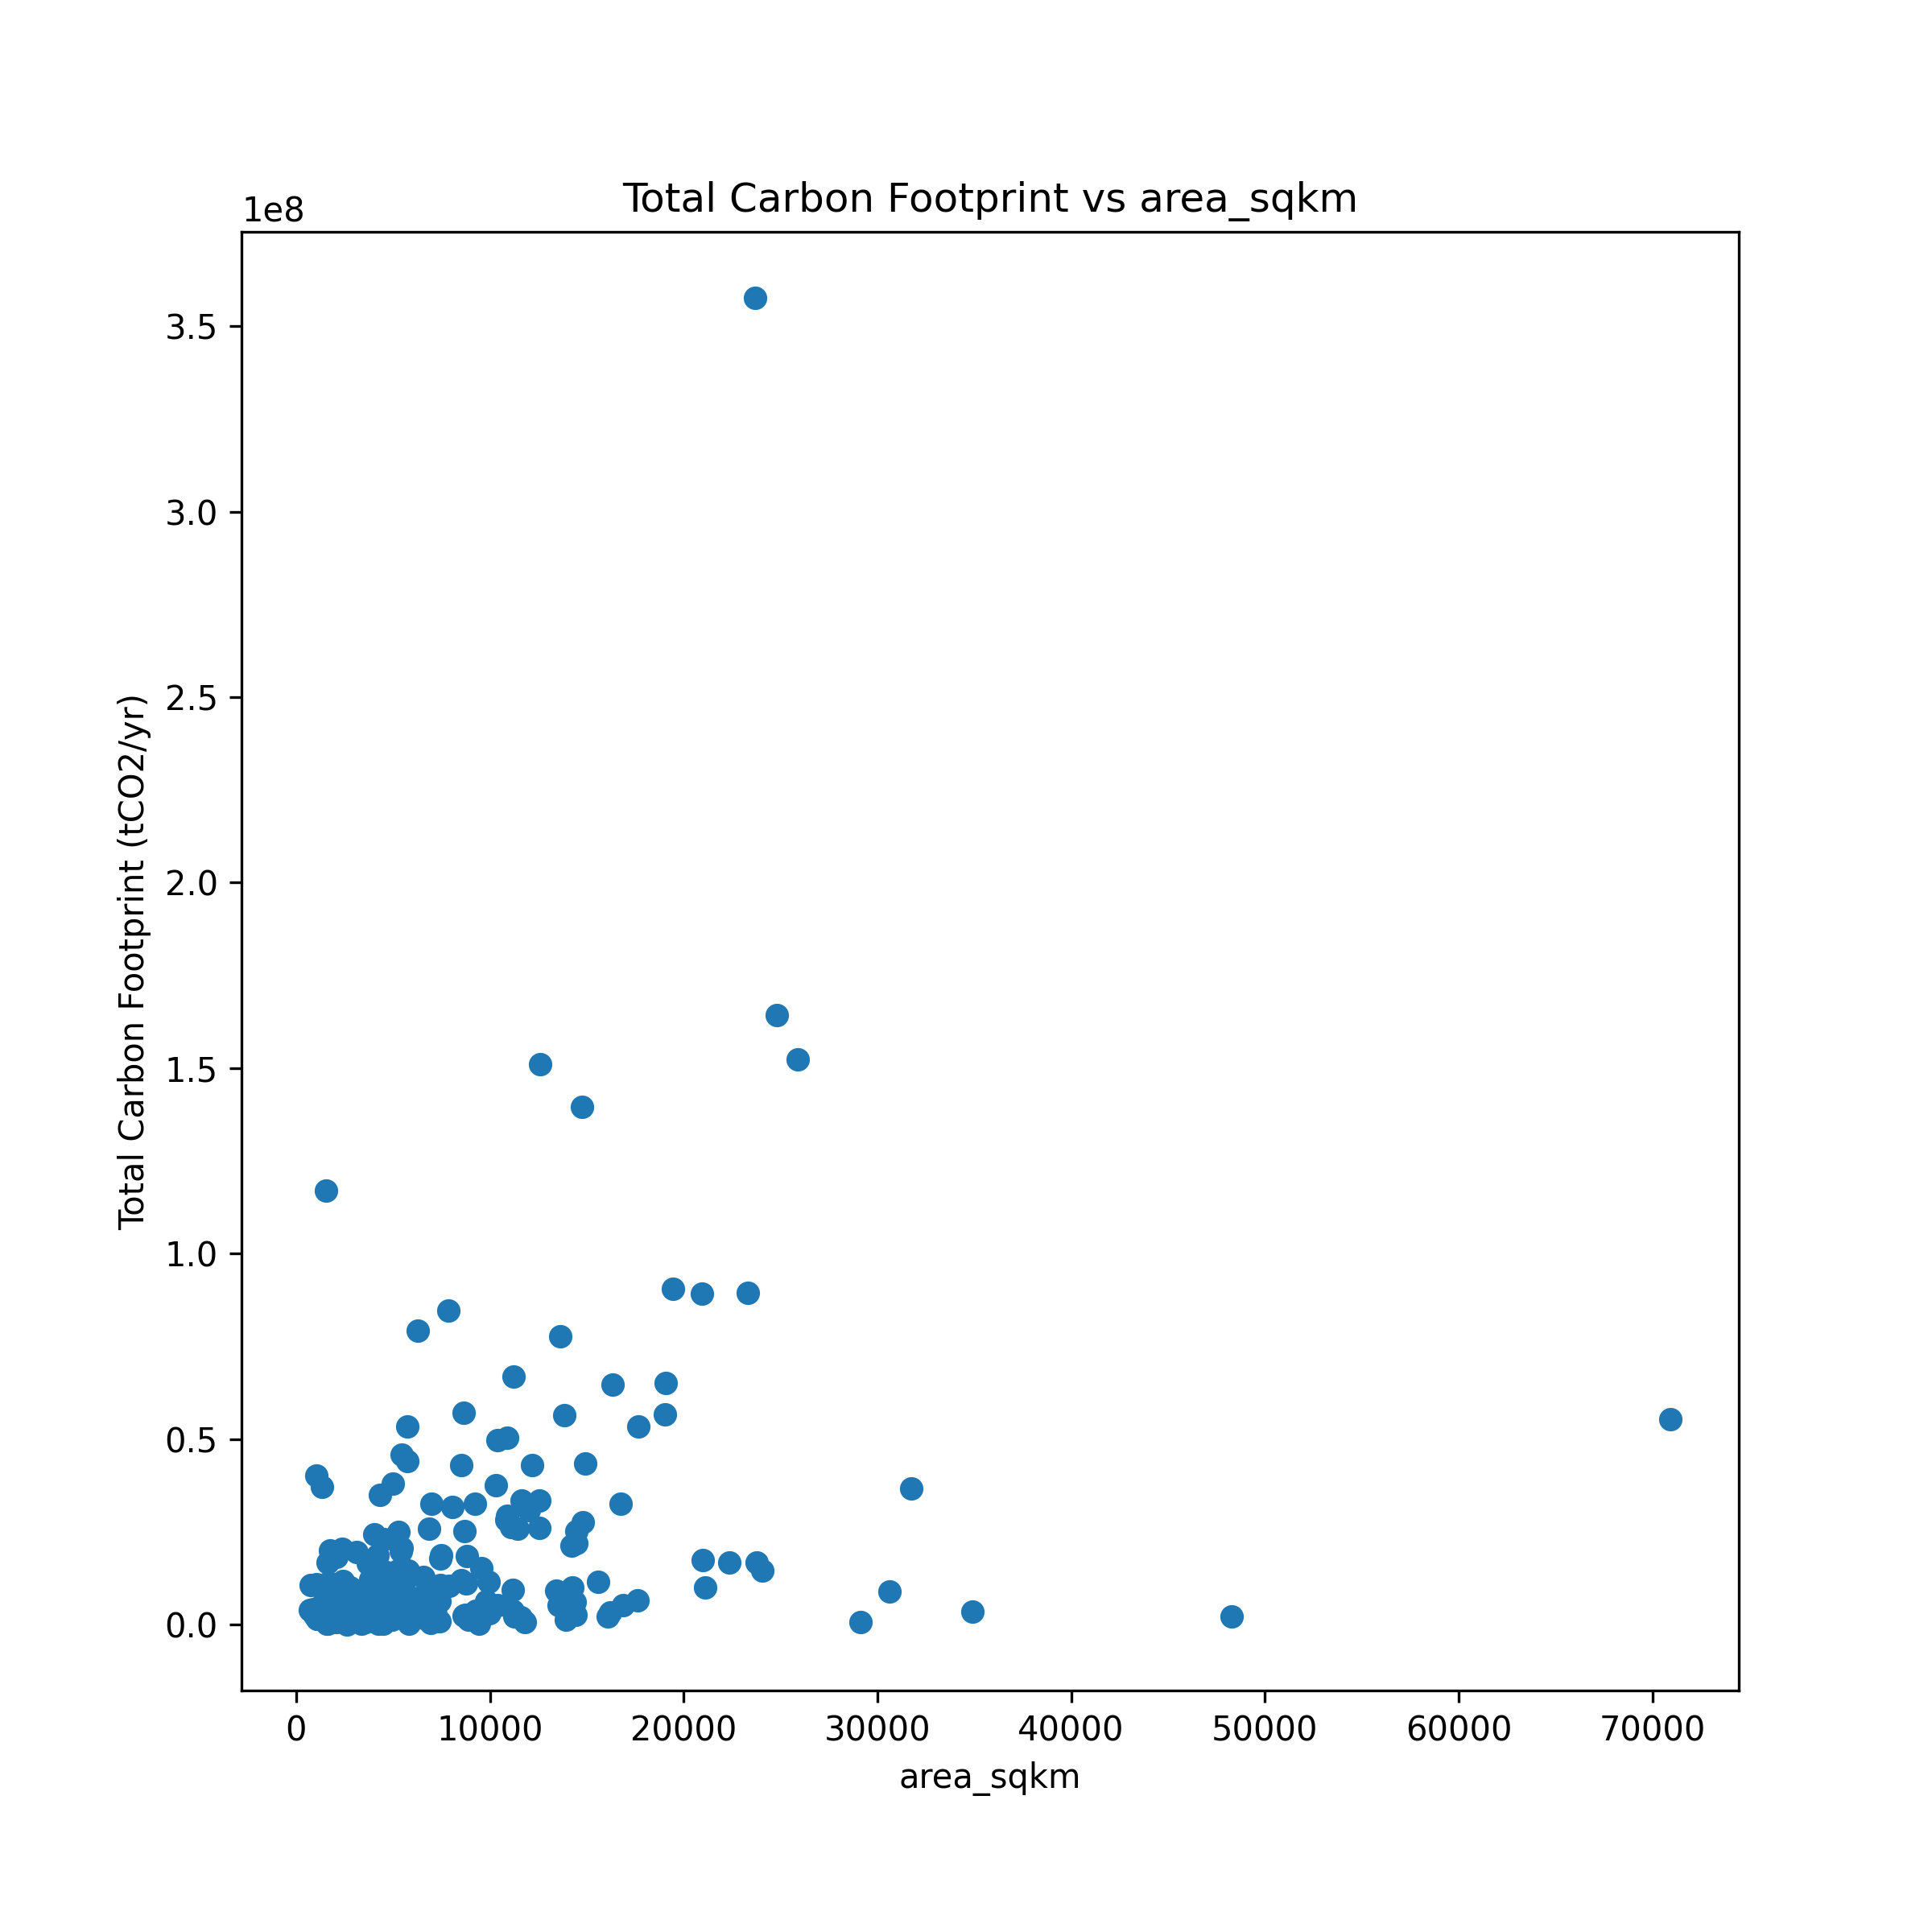 Total Carbon Footprint vs area_sqkm
1e8
3.5
3.0
2.5
2.0
1.5
1.0
0.5
0.0
Total Carbon Footprint (tCO2/yr)
0 10000 20000 30000 40000 50000 60000 70000
area_sqkm